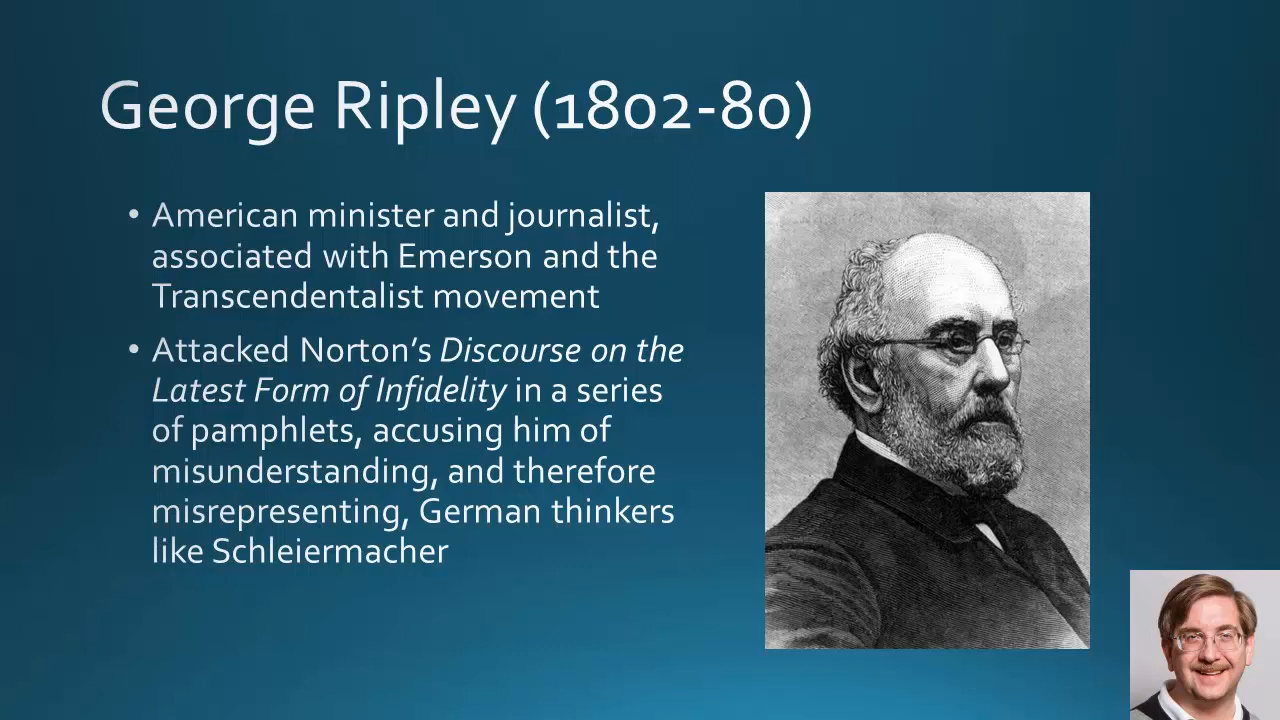 George Ripley (1802-80)
• American minister and journalist,
associated with Emerson and the
Transcendentalist movement
• Attacked Norton’s Discourse on the
Latest Form of Infidelity in a series
of pamphlets, accusing him of
misunderstanding, and therefore
misrepresenting, German thinkers
like Schleiermacher